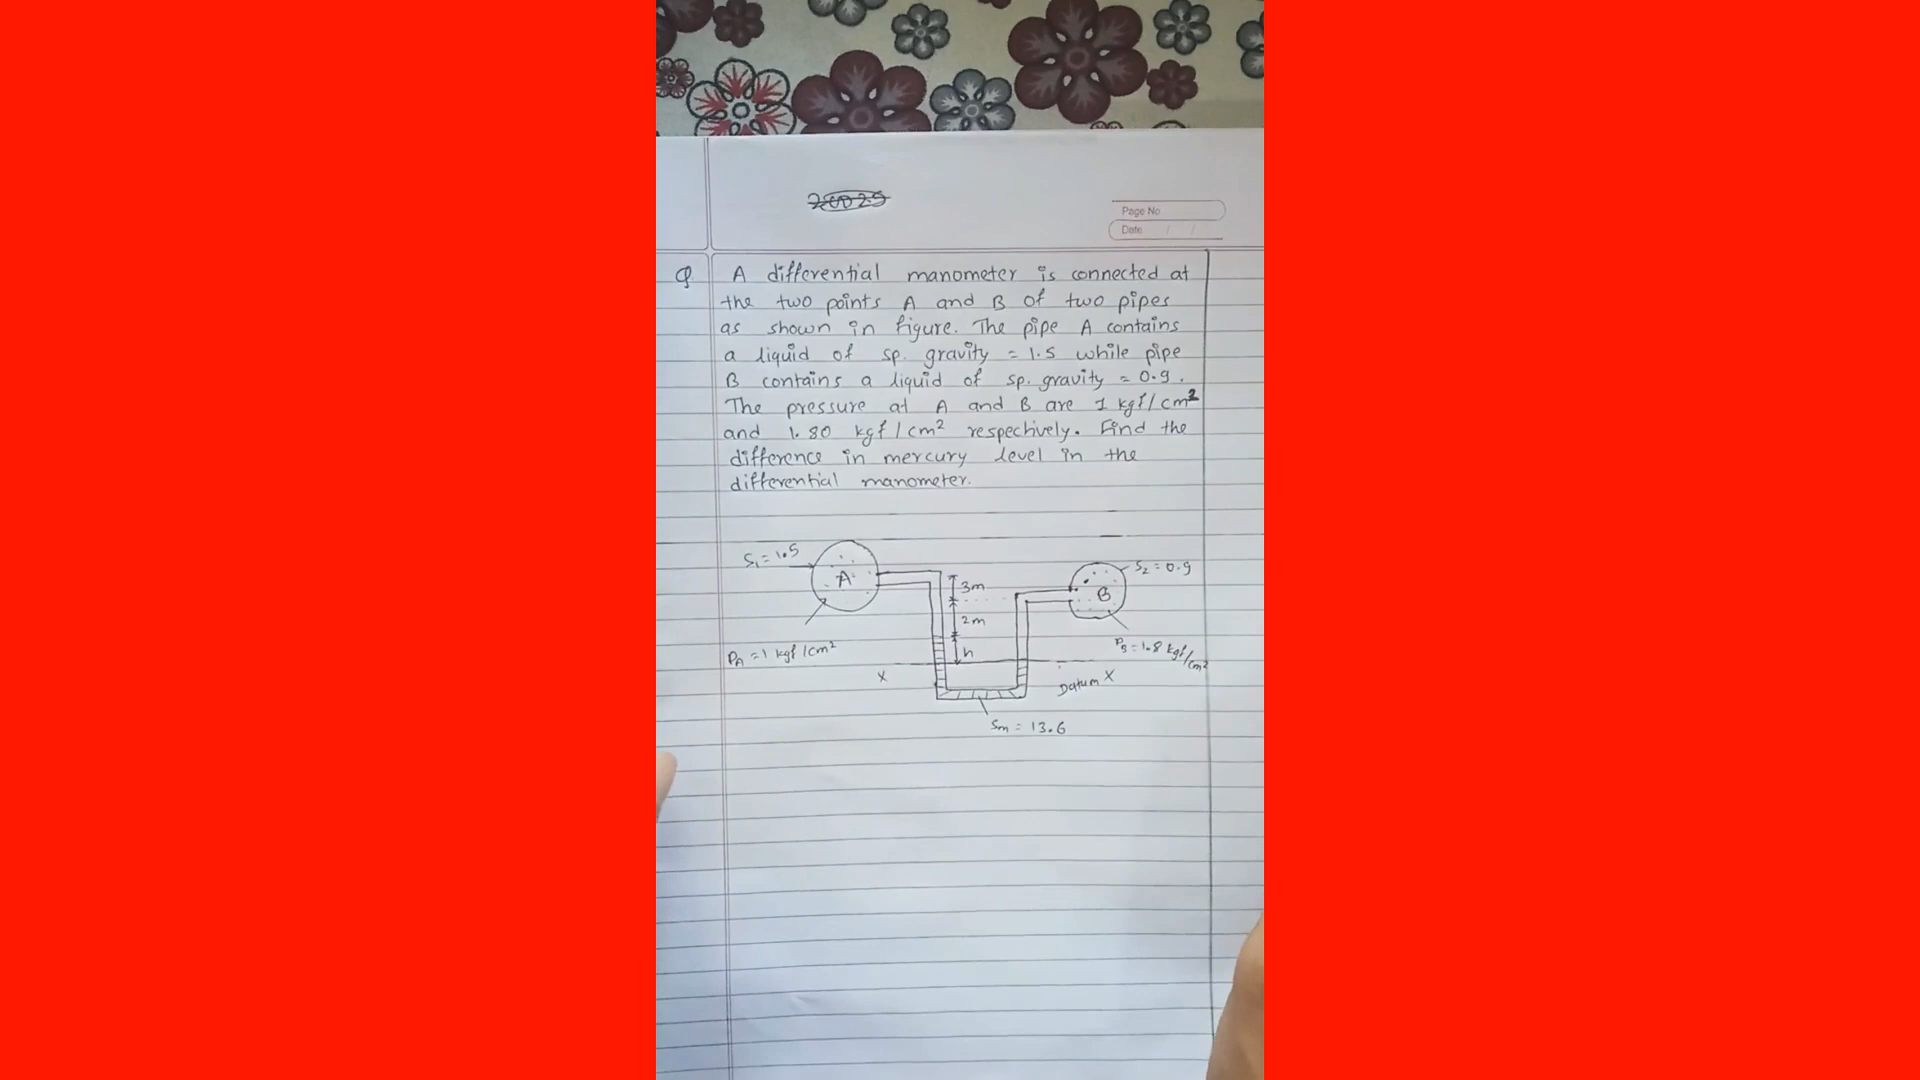 Page No
Date / /
Q A differential manometer is connected at
the two points A and B of two pipes
as shown in figure. The pipe A contains
a liquid of sp. gravity = 1.5 while pipe
B contains a liquid of sp. gravity = 0.9.
The pressure at A and B are 1 kgf/cm²
and 1.80 kgf/cm² respectively. Find the
difference in mercury level in the
differential manometer.
S₁ = 1.5
A
3m
S₂ = 0.9
B
2m
PA = 1 kgf/cm²
h
PB = 1.8 kgf/cm²
X
Datum X
Sm = 13.6